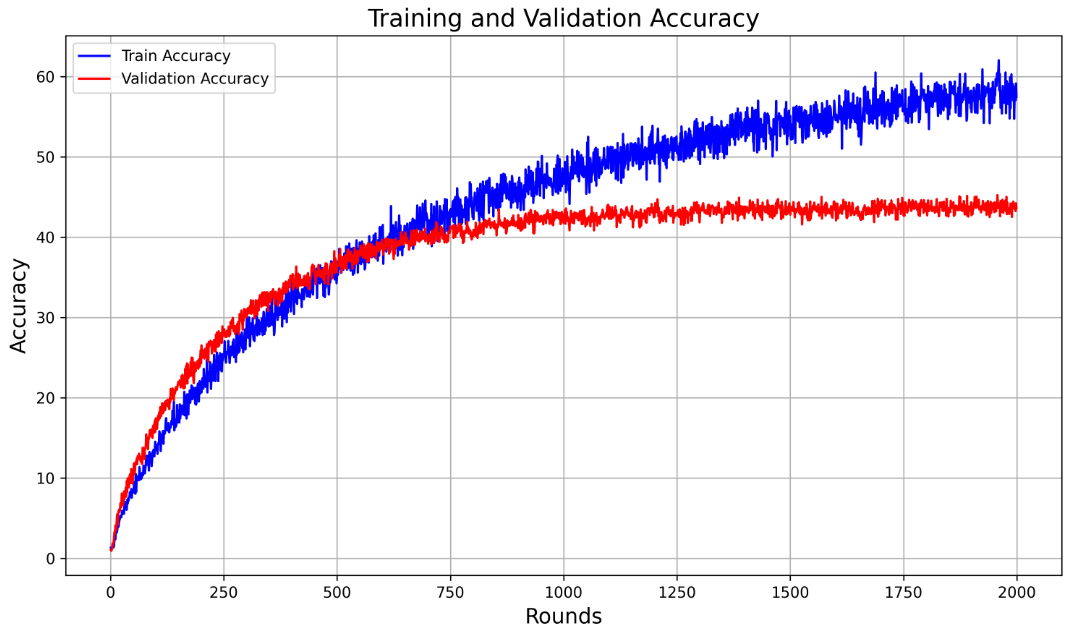 Training and Validation Accuracy
Train Accuracy
Validation Accuracy
60
50
40
30
20
10
0
Accuracy
0 250 500 750 1000 1250 1500 1750 2000
Rounds